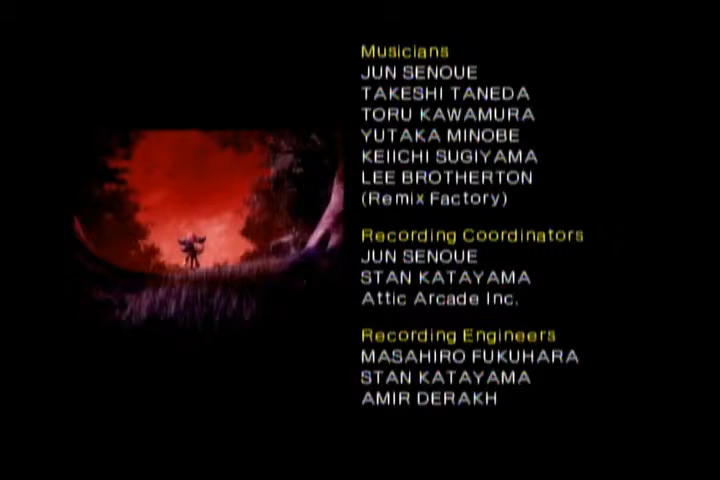 Musicians
JUN SENOUE
TAKESHI TANEDA
TORU KAWAMURA
YUTAKA MINOBE
KEIICHI SUGIYAMA
LEE BROTHERTON
(Remix Factory)
Recording Coordinators
JUN SENOUE
STAN KATAYAMA
Attic Arcade Inc.
Recording Engineers
MASAHIRO FUKUHARA
STAN KATAYAMA
AMIR DERAKH